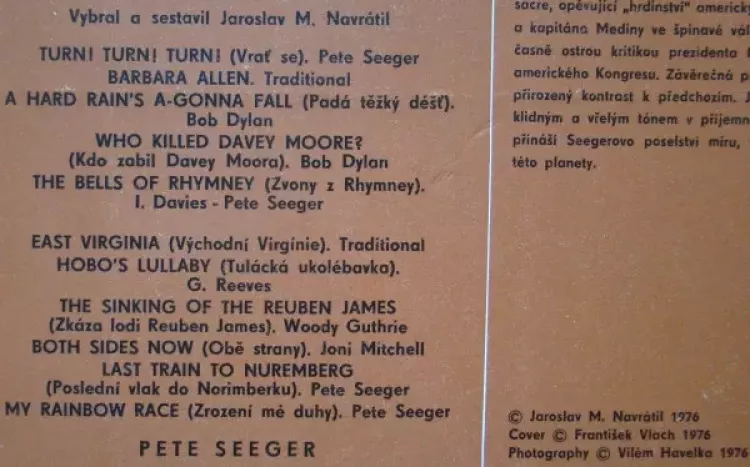 Vybral a sestavil Jaroslav M. Navrátil
TURN! TURN! TURN! (Vrať se). Pete Seeger
BARBARA ALLEN. Traditional
A HARD RAIN'S A-GONNA FALL (Padá těžký déšť).
Bob Dylan
WHO KILLED DAVEY MOORE?
(Kdo zabil Davey Moora). Bob Dylan
THE BELLS OF RHYMNEY (Zvony z Rhymney).
I. Davies - Pete Seeger
EAST VIRGINIA (Východní Virgínie). Traditional
HOBO'S LULLABY (Tulácká ukolébavka).
G. Reeves
THE SINKING OF THE REUBEN JAMES
(Zkáza lodi Reuben James). Woody Guthrie
BOTH SIDES NOW (Obě strany). Joni Mitchell
LAST TRAIN TO NUREMBERG
(Poslední vlak do Norimberku). Pete Seeger
MY RAINBOW RACE (Zrození mé duhy). Pete Seeger
PETE SEEGER
sacre, opěvující „hrdinství" americký
a kapitána Mediny ve špinavé vál
časně ostrou kritikou prezidenta
amerického Kongresu. Závěrečná p
přirozený kontrast k předchozím. J
klidným a vřelým tónem v příjemn
přináší Seegerovo poselství míru,
této planety.
© Jaroslav M. Navrátil 1976
Cover © František Vlach 1976
Photography © Vilém Havelka 1976